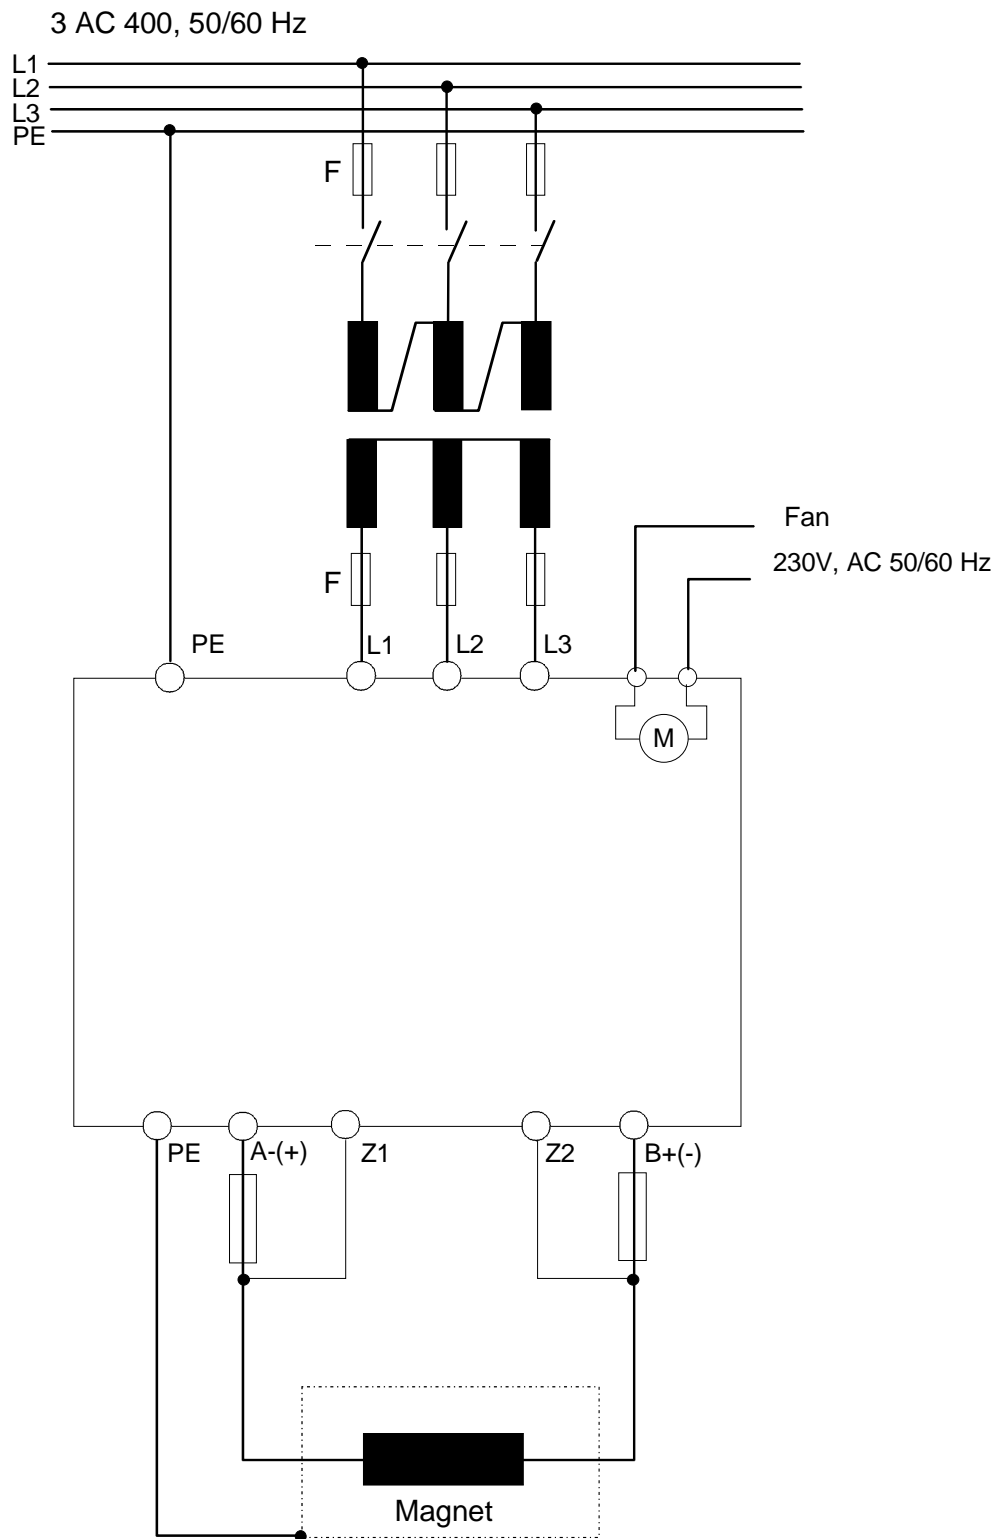 3 AC 400, 50/60 Hz
L1
L2
L3
PE
F
Fan
230V, AC 50/60 Hz
F
PE
L1
L2
L3
M
PE
A-(+)
Z1
Z2
B+(-)
Magnet